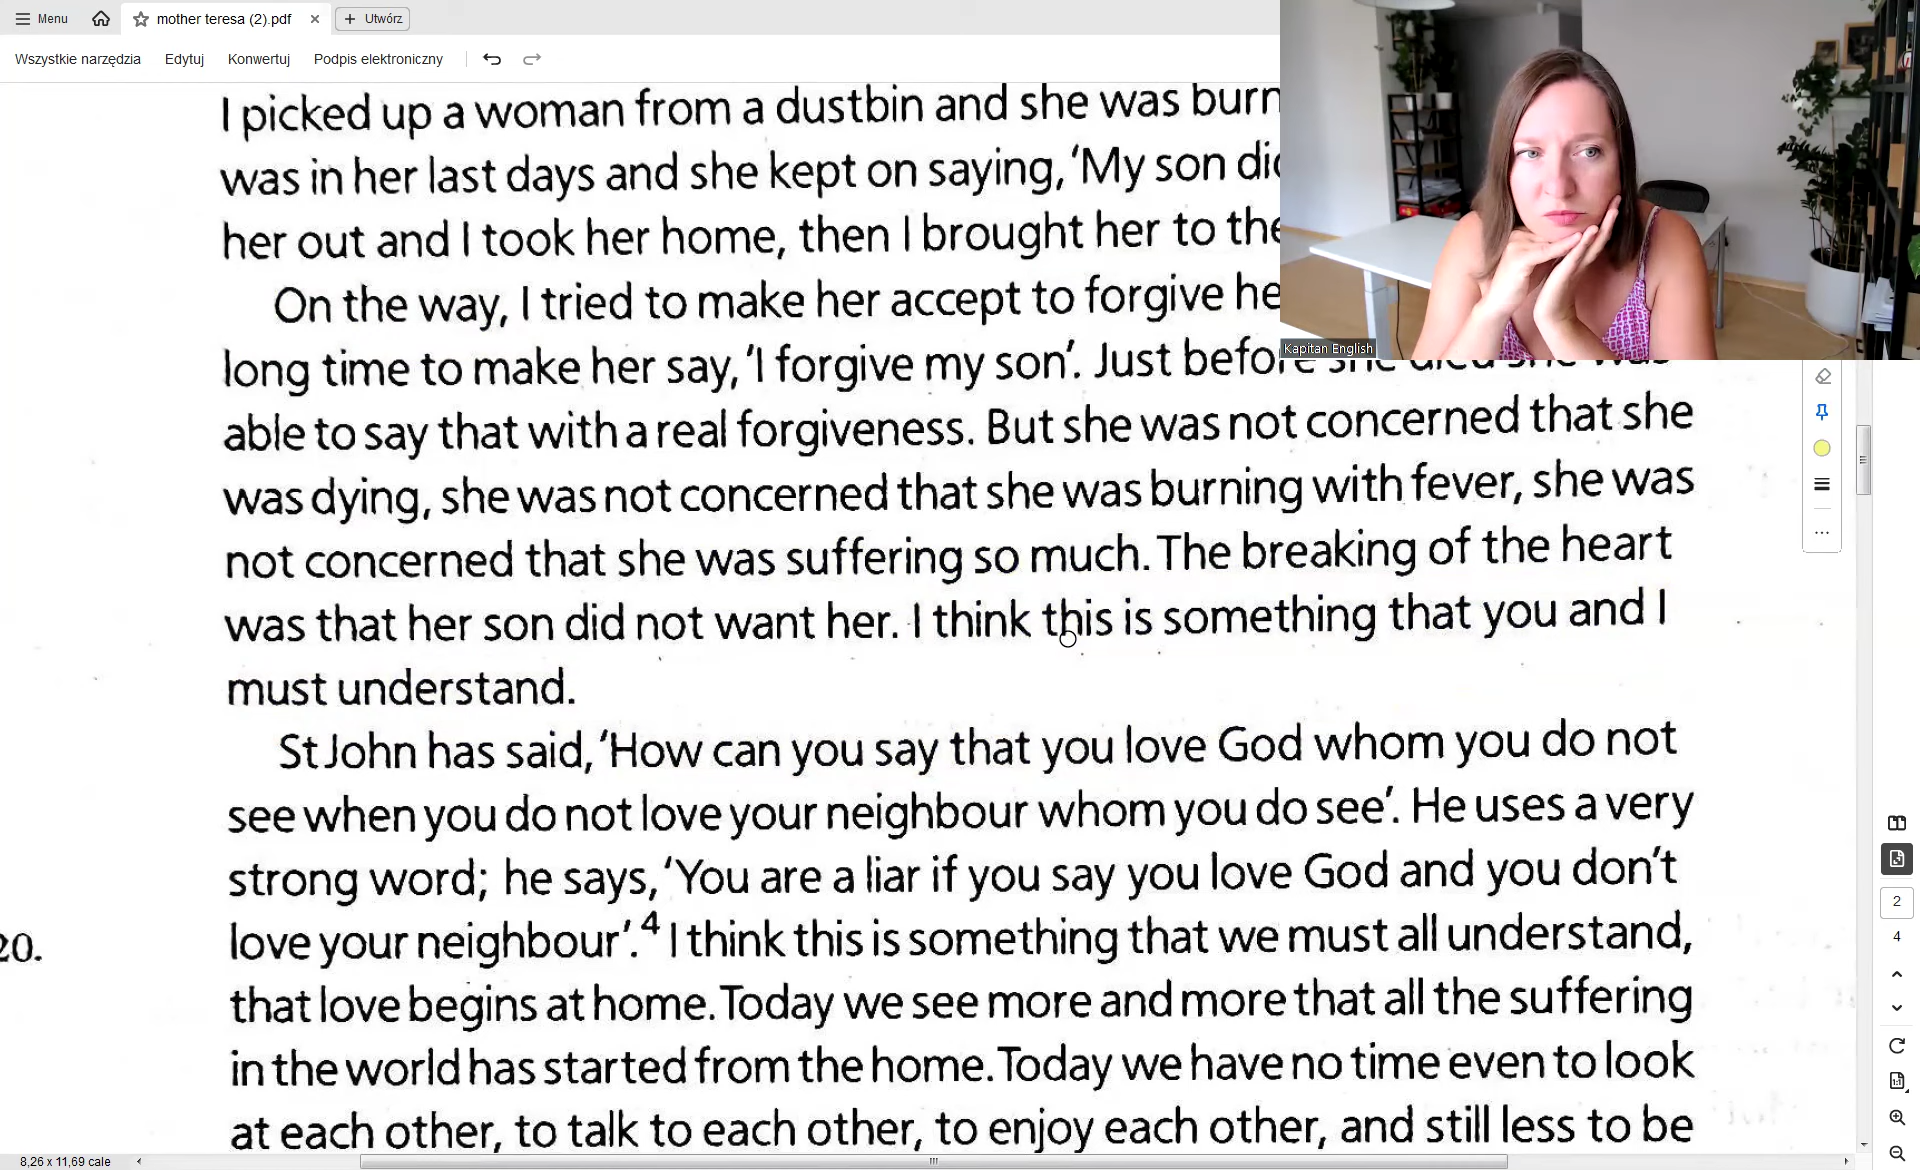 Menu
mother teresa (2).pdf
Utwórz
Wszystkie narzędzia Edytuj Konwertuj Podpis elektroniczny
I picked up a woman from a dustbin and she was
was in her last days and she kept on saying, ‘My son
her out and I took her home, then I brought her to
On the way, I tried to make her accept to forgive
Kapitan English
long time to make her say, ‘I forgive my son’. Just before she died she was
able to say that with a real forgiveness. But she was not concerned that she
was dying, she was not concerned that she was burning with fever, she was
not concerned that she was suffering so much. The breaking of the heart
was that her son did not want her. I think this is something that you and I
must understand.
St John has said, ‘How can you say that you love God whom you do not
see when you do not love your neighbour whom you do see’. He uses a very
strong word; he says, ‘You are a liar if you say you love God and you don’t
love your neighbour’.4 I think this is something that we must all understand,
20.
that love begins at home. Today we see more and more that all the suffering
in the world has started from the home. Today we have no time even to look
at each other, to talk to each other, to enjoy each other, and still less to be
2
4
8,26 x 11,69 cale